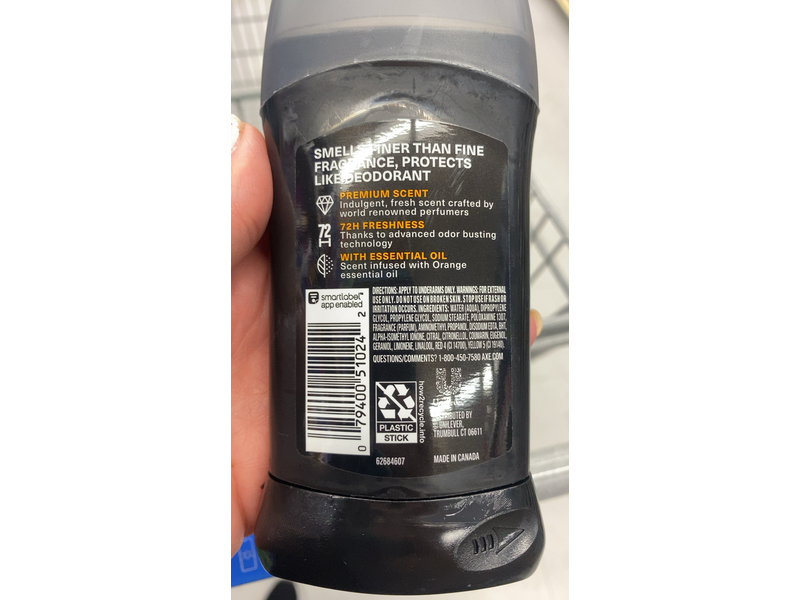 SMELLS FINER THAN FINE
FRAGRANCE, PROTECTS
LIKE DEODORANT
PREMIUM SCENT
Indulgent, fresh scent crafted by
world renowned perfumers
72H
72H FRESHNESS
Thanks to advanced odor busting
technology
WITH ESSENTIAL OIL
Scent infused with Orange
essential oil
smartlabel™
app enabled
DIRECTIONS: APPLY TO UNDERARMS ONLY. WARNINGS: FOR EXTERNAL
USE ONLY. DO NOT USE ON BROKEN SKIN. STOP USE IF RASH OR
IRRITATION OCCURS. INGREDIENTS: WATER (AQUA), DIPROPYLENE
GLYCOL, PROPYLENE GLYCOL, SODIUM STEARATE, POLOXAMINE 1307,
FRAGRANCE (PARFUM), AMINOMETHYL PROPANOL, DISODIUM EDTA, BHT,
ALPHA-ISOMETHYL IONONE, CITRAL, CITRONELLOL, COUMARIN, EUGENOL,
GERANIOL, LIMONENE, LINALOOL, RED 4 (CI 14700), YELLOW 5 (CI 19140).
QUESTIONS/COMMENTS? 1-800-450-7580 AXE.COM
0 79400 51024 2
PLASTIC
STICK
how2recycle.info
BY
UNILEVER,
TRUMBULL CT 06611
62684607
MADE IN CANADA